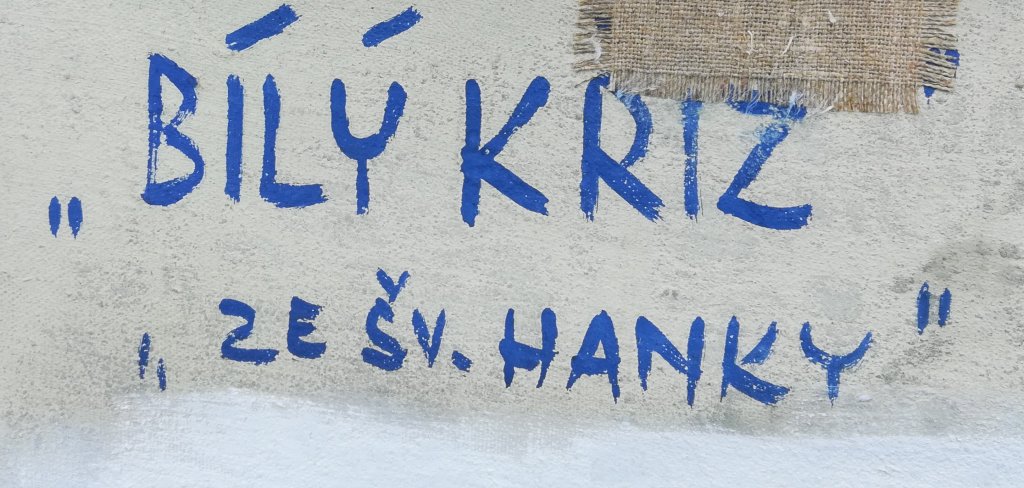 „BÍLÝ KRIZ"
„ZE ŠV. HANKY"